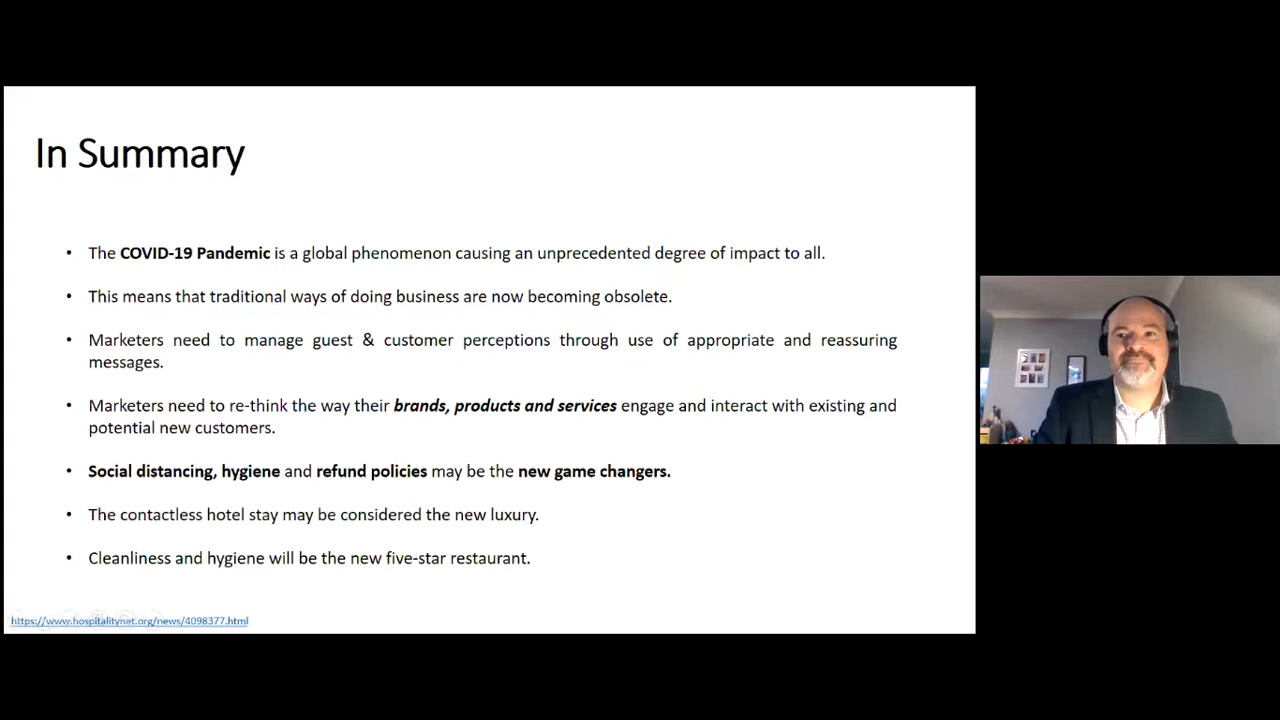 In Summary
• The COVID-19 Pandemic is a global phenomenon causing an unprecedented degree of impact to all.
• This means that traditional ways of doing business are now becoming obsolete.
• Marketers need to manage guest & customer perceptions through use of appropriate and reassuring
messages.
• Marketers need to re-think the way their brands, products and services engage and interact with existing and
potential new customers.
• Social distancing, hygiene and refund policies may be the new game changers.
• The contactless hotel stay may be considered the new luxury.
• Cleanliness and hygiene will be the new five-star restaurant.
https://www.hospitalitynet.org/news/4098377.html